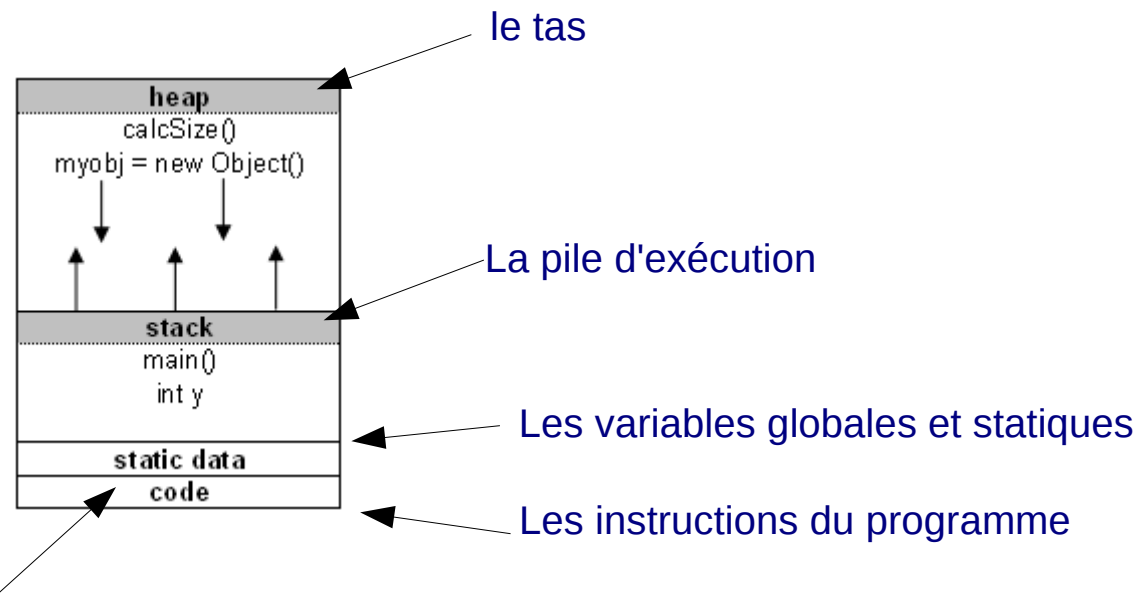 le tas
heap
calcSize()
myobj = new Object()
La pile d'exécution
stack
main()
int y
Les variables globales et statiques
static data
code
Les instructions du programme